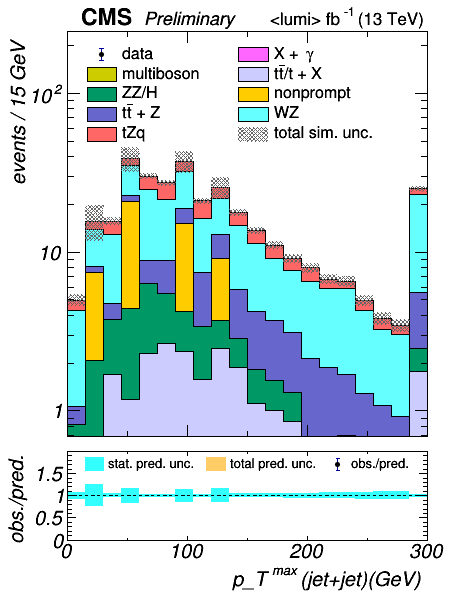 CMS Preliminary <lumi> fb⁻¹ (13 TeV)
events / 15 GeV
data
X + γ
multiboson
tt̄/t + X
ZZ/H
nonprompt
tt̄ + Z
WZ
tZq
total sim. unc.
10²
10
1
obs./pred.
stat. pred. unc.
total pred. unc.
obs./pred.
1.5
1
0.5
0
0 100 200 300
p_T^max (jet+jet)(GeV)